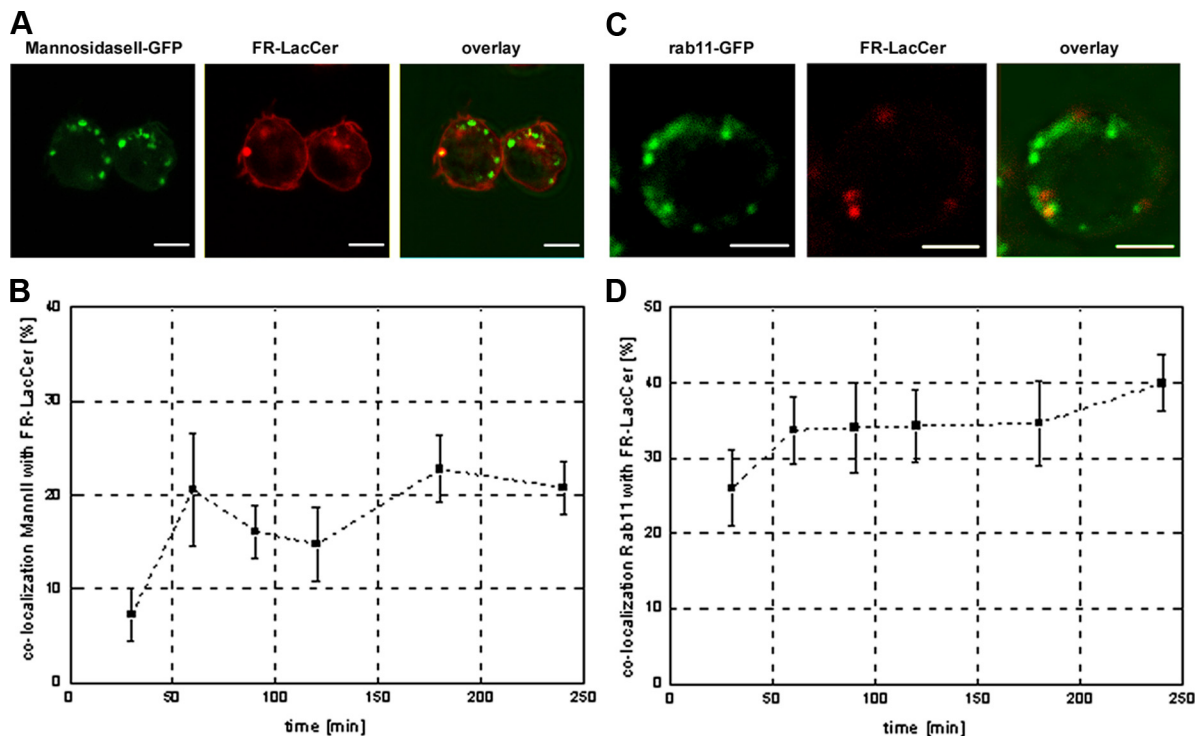 A
MannosidaseII-GFP FR-LacCer overlay
C
rab11-GFP FR-LacCer overlay
B
co-localization MannII with FR-LacCer [%]
40
30
20
10
0
0 50 100 150 200 250
time [min]
D
co-localization Rab11 with FR-LacCer [%]
50
40
30
20
10
0
0 50 100 150 200 250
time [min]